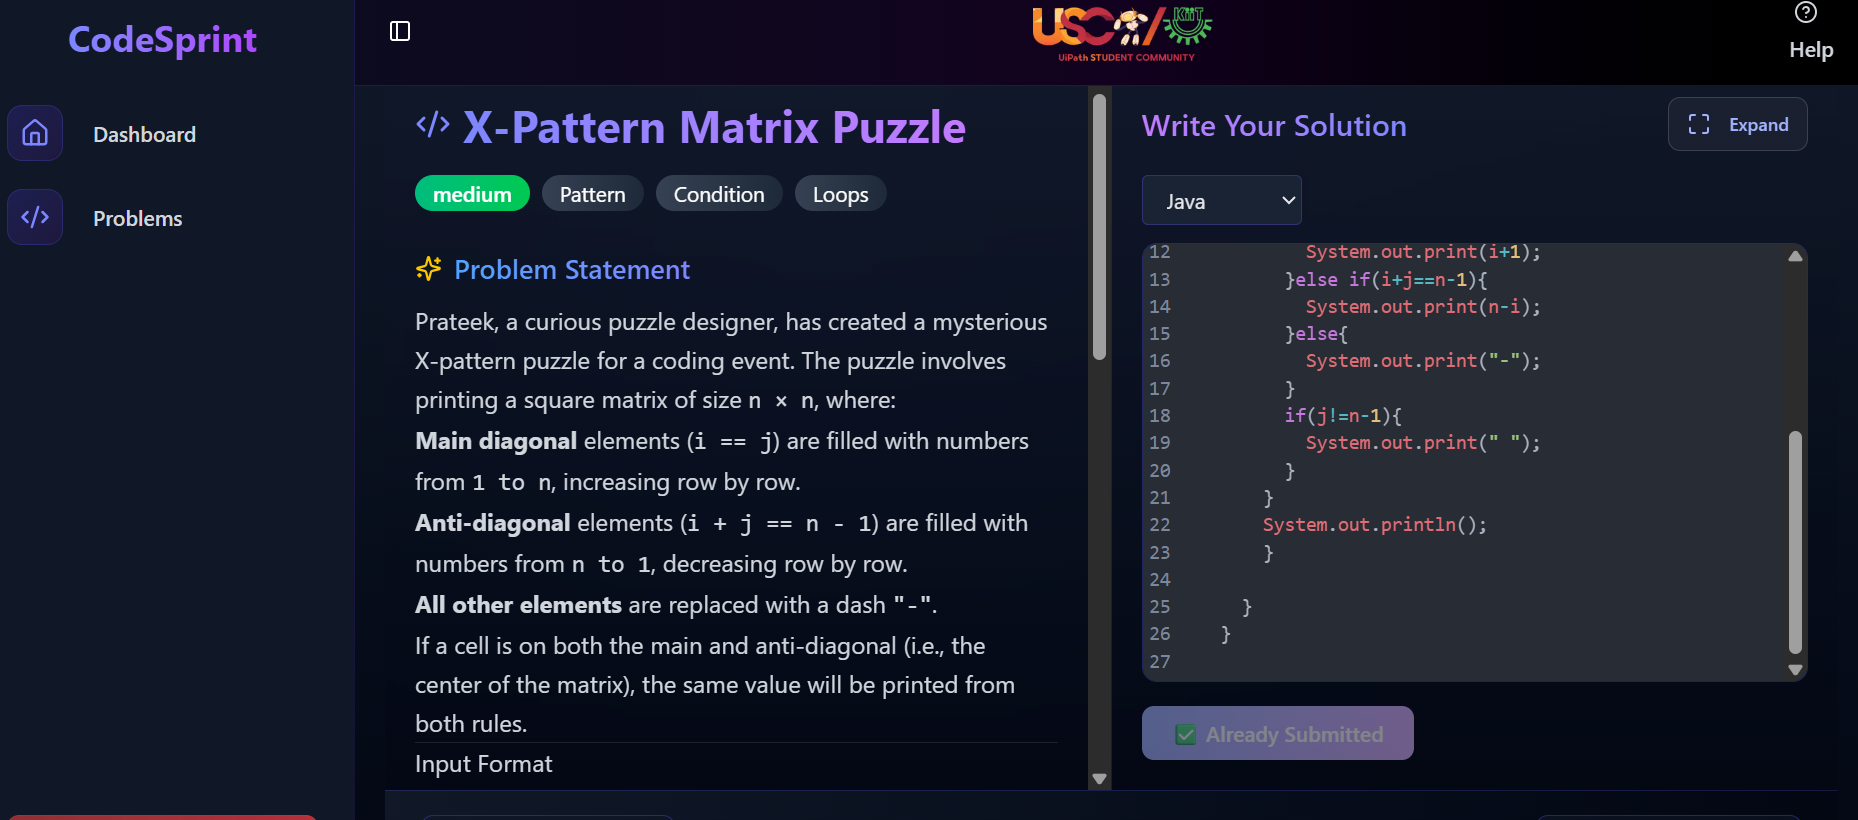 CodeSprint
Dashboard
Problems
USC/KiiT
UiPath STUDENT COMMUNITY
Help
</> X-Pattern Matrix Puzzle
medium
Pattern
Condition
Loops
Problem Statement
Prateek, a curious puzzle designer, has created a mysterious
X-pattern puzzle for a coding event. The puzzle involves
printing a square matrix of size n × n, where:
Main diagonal elements (i == j) are filled with numbers
from 1 to n, increasing row by row.
Anti-diagonal elements (i + j == n - 1) are filled with
numbers from n to 1, decreasing row by row.
All other elements are replaced with a dash "-".
If a cell is on both the main and anti-diagonal (i.e., the
center of the matrix), the same value will be printed from
both rules.
Input Format
Write Your Solution
Expand
Java
12 System.out.print(i+1);
13 }else if(i+j==n-1){
14 System.out.print(n-i);
15 }else{
16 System.out.print("-");
17 }
18 if(j!=n-1){
19 System.out.print(" ");
20 }
21 }
22 System.out.println();
23 }
24
25 }
26 }
27
Already Submitted